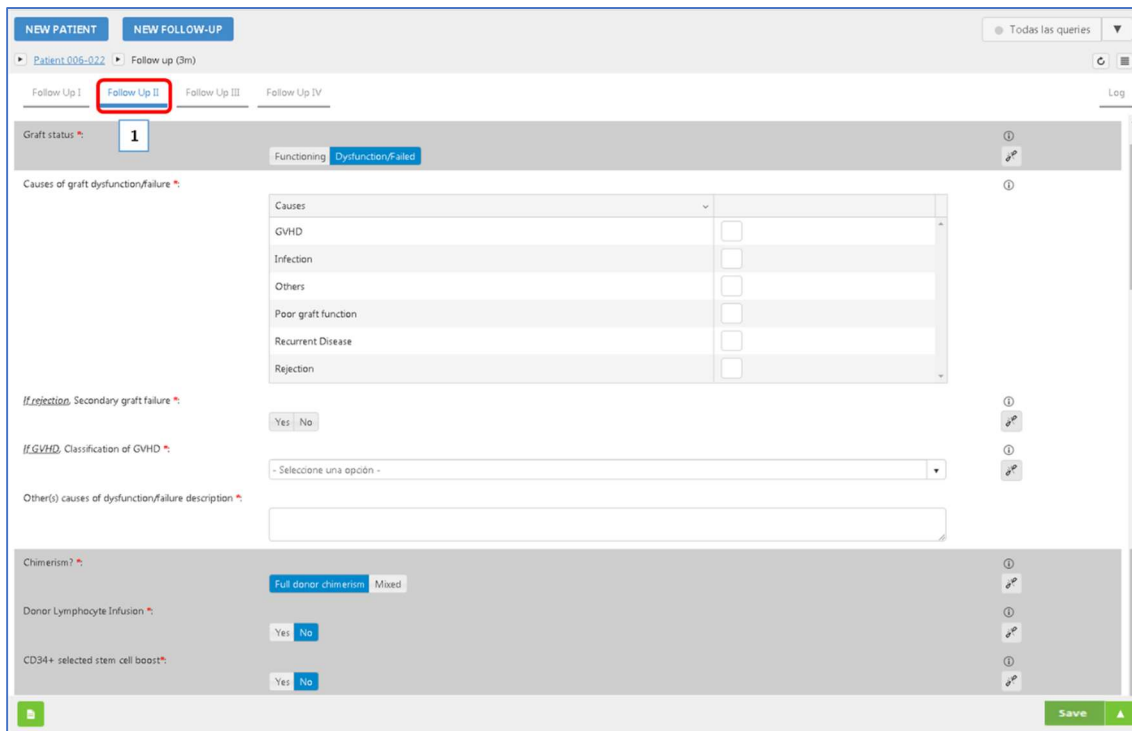 NEW PATIENT NEW FOLLOW-UP Todas las queries
Patient 006-022 Follow up (3m)
Follow Up I Follow Up II Follow Up III Follow Up IV Log
1
Graft status *:
Functioning Dysfunction/Failed
Causes of graft dysfunction/failure *:
Causes
GVHD
Infection
Others
Poor graft function
Recurrent Disease
Rejection
If rejection, Secondary graft failure *:
Yes No
If GVHD, Classification of GVHD *:
- Seleccione una opción -
Other(s) causes of dysfunction/failure description *:
Chimerism? *:
Full donor chimerism Mixed
Donor Lymphocyte Infusion *:
Yes No
CD34+ selected stem cell boost*:
Yes No
Save